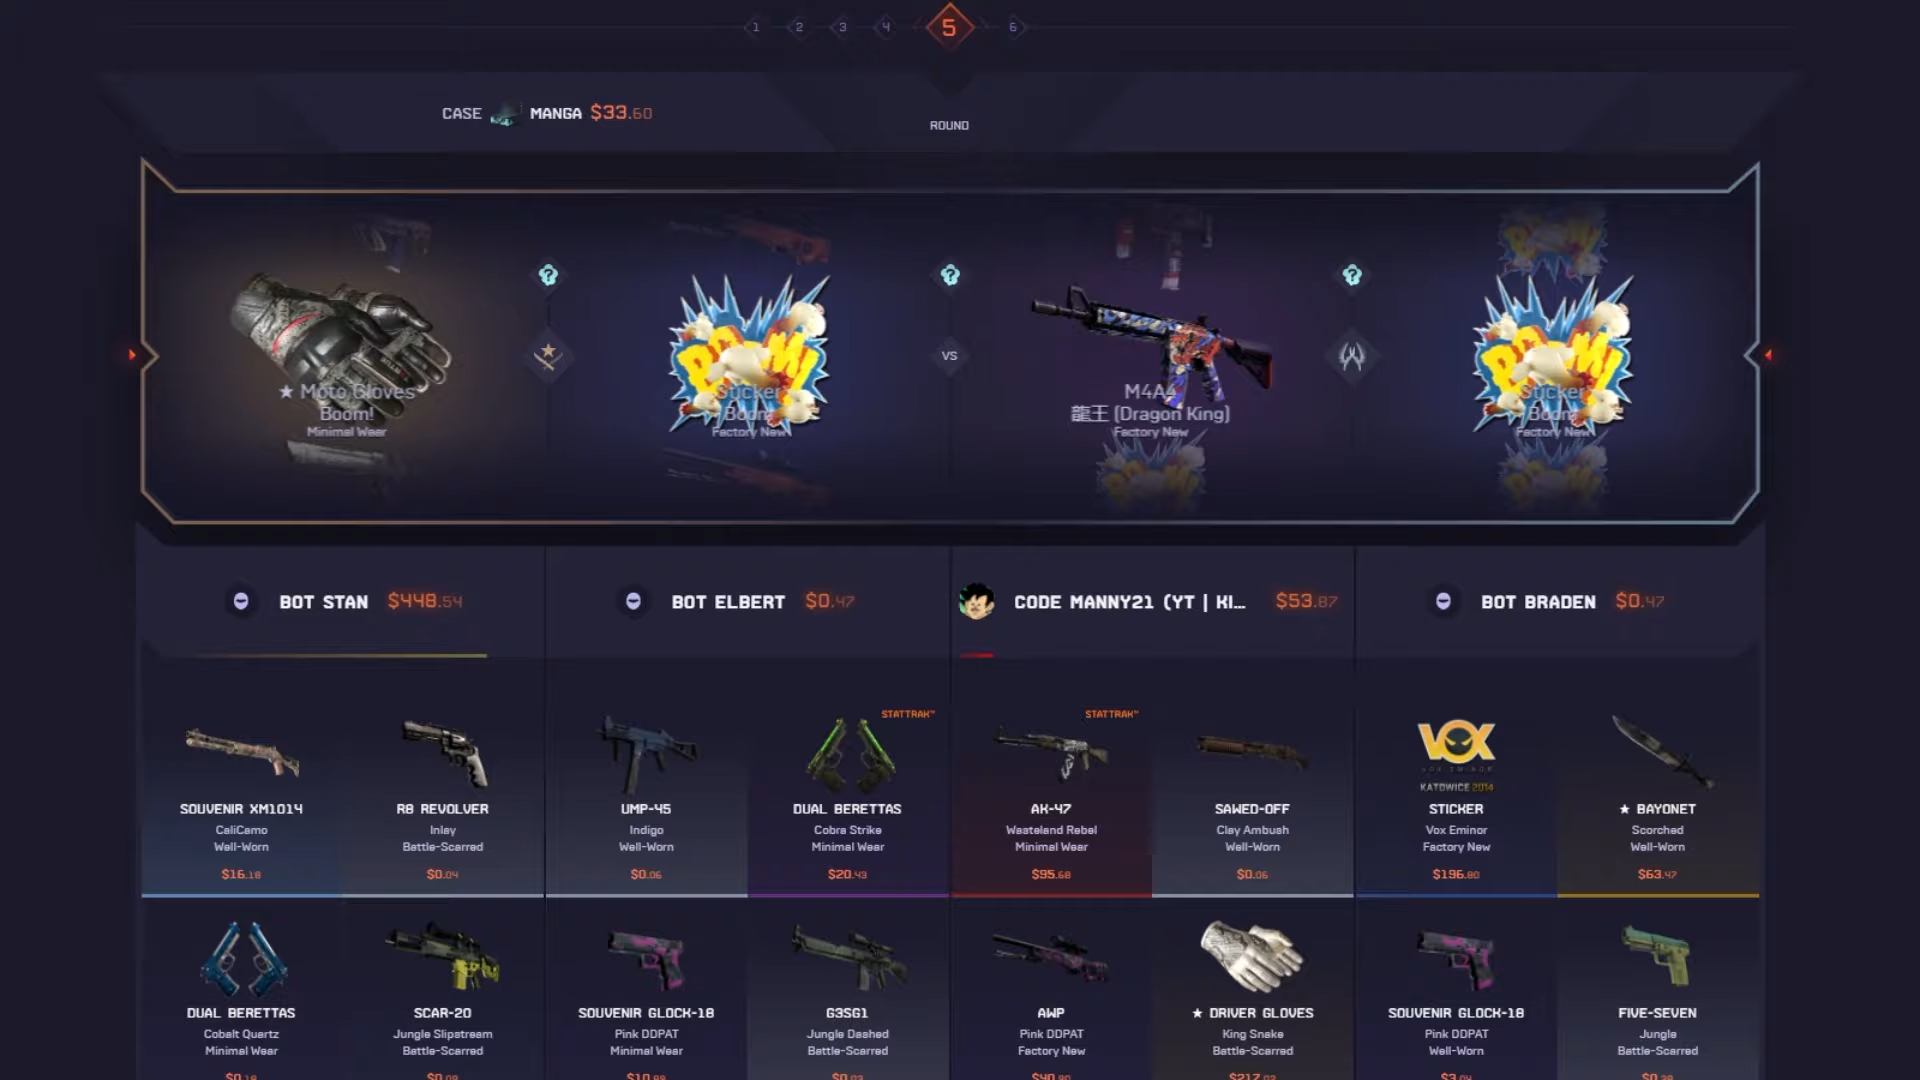 1 2 3 4 5 6
CASE MANGA $33.60
ROUND
★ Moto Gloves
Boom!
Minimal Wear
Sticker
Boom!
Factory New
VS
M4A4
龍王 (Dragon King)
Factory New
Sticker
Boom!
Factory New
BOT STAN $448.54
BOT ELBERT $0.47
CODE MANNY21 (YT | KI... $53.87
BOT BRADEN $0.47
SOUVENIR XM1014
CaliCamo
Well-Worn
$16.18
R8 REVOLVER
Inlay
Battle-Scarred
$0.04
UMP-45
Indigo
Well-Worn
$0.06
STATTRAK™
DUAL BERETTAS
Cobra Strike
Minimal Wear
$20.43
STATTRAK™
AK-47
Wasteland Rebel
Minimal Wear
$95.68
SAWED-OFF
Clay Ambush
Well-Worn
$0.06
VOX
VOX EMINOR
KATOWICE 2014
STICKER
Vox Eminor
Factory New
$196.80
★ BAYONET
Scorched
Well-Worn
$63.47
DUAL BERETTAS
Cobalt Quartz
Minimal Wear
SCAR-20
Jungle Slipstream
Battle-Scarred
SOUVENIR GLOCK-18
Pink DDPAT
Minimal Wear
G3SG1
Jungle Dashed
Battle-Scarred
AWP
Pink DDPAT
Factory New
★ DRIVER GLOVES
King Snake
Battle-Scarred
SOUVENIR GLOCK-18
Pink DDPAT
Well-Worn
FIVE-SEVEN
Jungle
Battle-Scarred